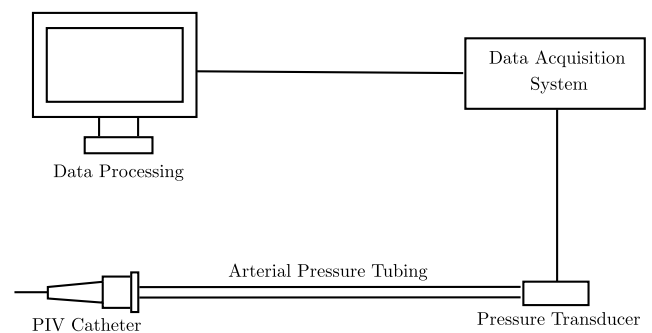 Data Acquisition
System
Data Processing
Arterial Pressure Tubing
PIV Catheter
Pressure Transducer